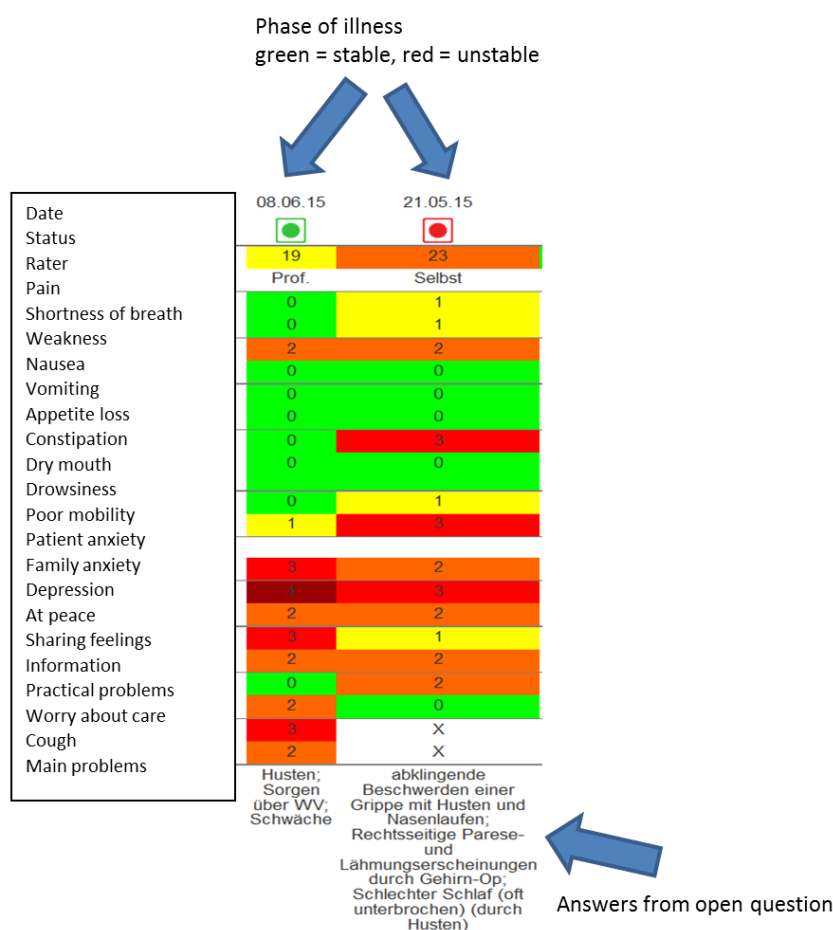 Phase of illness
green = stable, red = unstable
Date
Status
Rater
Pain
Shortness of breath
Weakness
Nausea
Vomiting
Appetite loss
Constipation
Dry mouth
Drowsiness
Poor mobility
Patient anxiety
Family anxiety
Depression
At peace
Sharing feelings
Information
Practical problems
Worry about care
Cough
Main problems
08.06.15 21.05.15
19 23
Prof. Selbst
0 1
0 1
2 2
0 0
0 0
0 0
0 3
0 0
0 1
1 3
3 2
4 3
2 2
3 1
2 2
0 2
2 0
3 X
2 X
Husten;
Sorgen
über WV;
Schwäche
abklingende
Beschwerden einer
Grippe mit Husten und
Nasenlaufen;
Rechtsseitige Parese-
und
Lähmungserscheinungen
durch Gehirn-Op;
Schlechter Schlaf (oft
unterbrochen) (durch
Husten)
Answers from open question